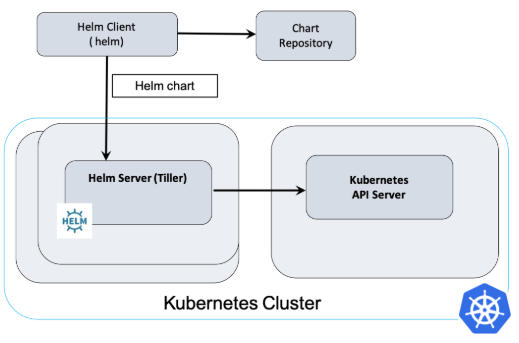 Helm Client
( helm)
Chart
Repository
Helm chart
Helm Server (Tiller)
HELM
Kubernetes
API Server
Kubernetes Cluster